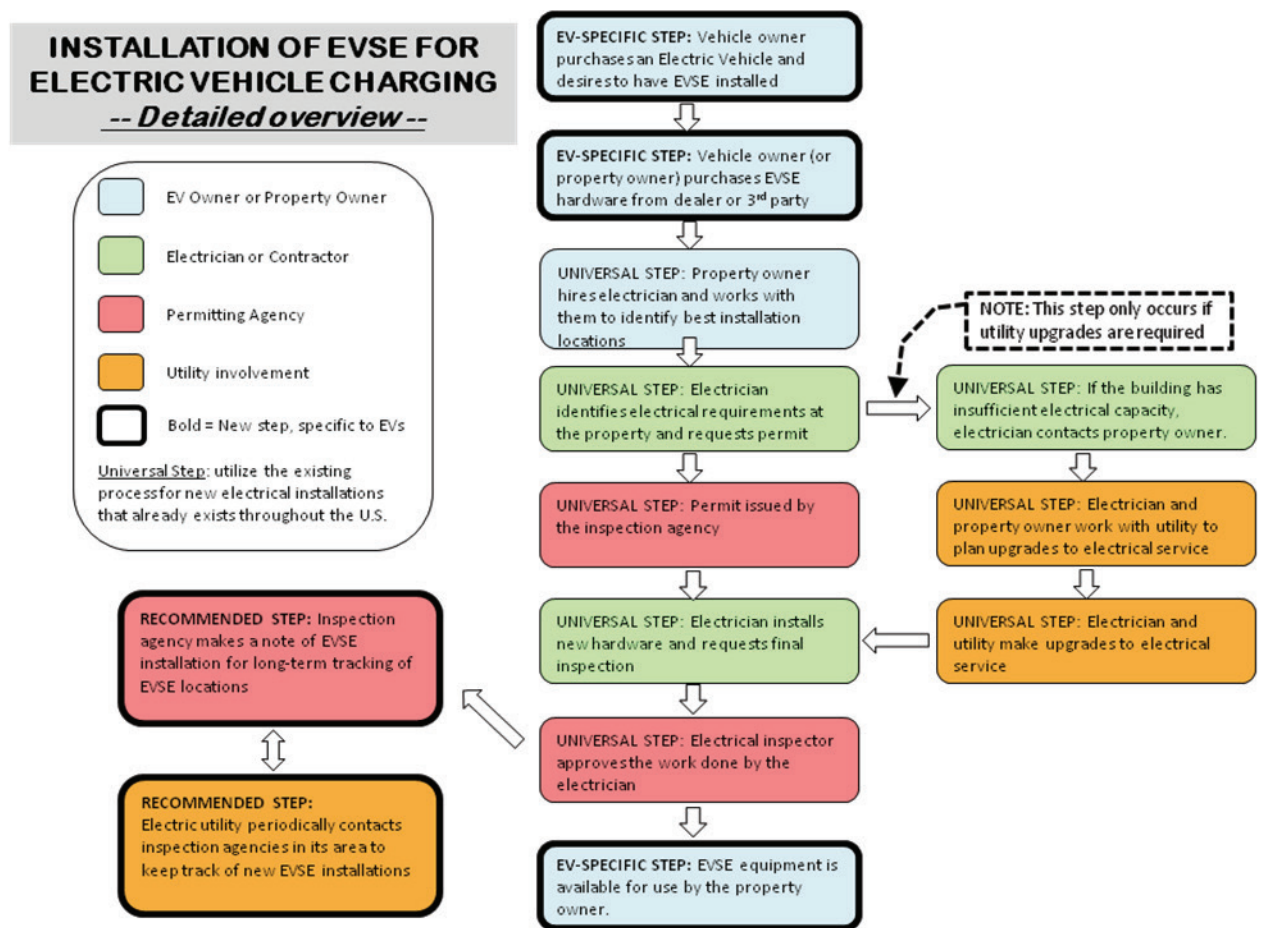 INSTALLATION OF EVSE FOR
ELECTRIC VEHICLE CHARGING
-- Detailed overview --
EV Owner or Property Owner
Electrician or Contractor
Permitting Agency
Utility involvement
Bold = New step, specific to EVs
Universal Step: utilize the existing
process for new electrical installations
that already exists throughout the U.S.
EV-SPECIFIC STEP: Vehicle owner
purchases an Electric Vehicle and
desires to have EVSE installed
EV-SPECIFIC STEP: Vehicle owner (or
property owner) purchases EVSE
hardware from dealer or 3rd party
UNIVERSAL STEP: Property owner
hires electrician and works with
them to identify best installation
locations
NOTE: This step only occurs if
utility upgrades are required
UNIVERSAL STEP: Electrician
identifies electrical requirements at
the property and requests permit
UNIVERSAL STEP: If the building has
insufficient electrical capacity,
electrician contacts property owner.
UNIVERSAL STEP: Permit issued by
the inspection agency
UNIVERSAL STEP: Electrician and
property owner work with utility to
plan upgrades to electrical service
UNIVERSAL STEP: Electrician installs
new hardware and requests final
inspection
UNIVERSAL STEP: Electrician and
utility make upgrades to electrical
service
UNIVERSAL STEP: Electrical inspector
approves the work done by the
electrician
RECOMMENDED STEP: Inspection
agency makes a note of EVSE
installation for long-term tracking of
EVSE locations
RECOMMENDED STEP:
Electric utility periodically contacts
inspection agencies in its area to
keep track of new EVSE installations
EV-SPECIFIC STEP: EVSE equipment is
available for use by the property
owner.